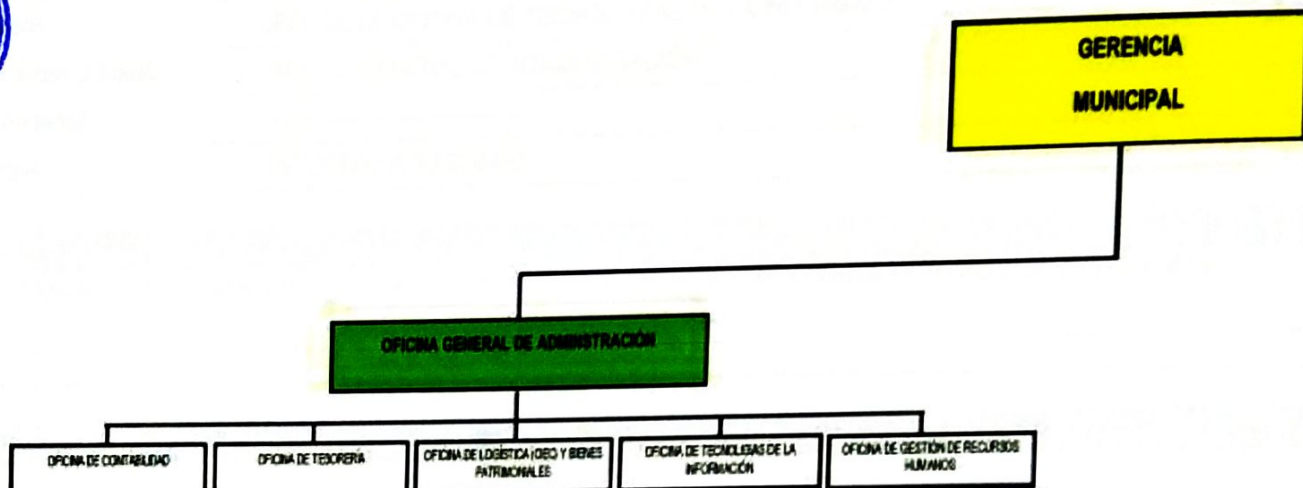 GERENCIA
MUNICIPAL
OFICINA GENERAL DE ADMINISTRACIÓN
OFICINA DE CONTABILIDAD
OFICINA DE TESORERÍA
OFICINA DE LOGÍSTICA (OEC) Y BIENES
PATRIMONIALES
OFICINA DE TECNOLOGÍAS DE LA
INFORMACIÓN
OFICINA DE GESTIÓN DE RECURSOS
HUMANOS